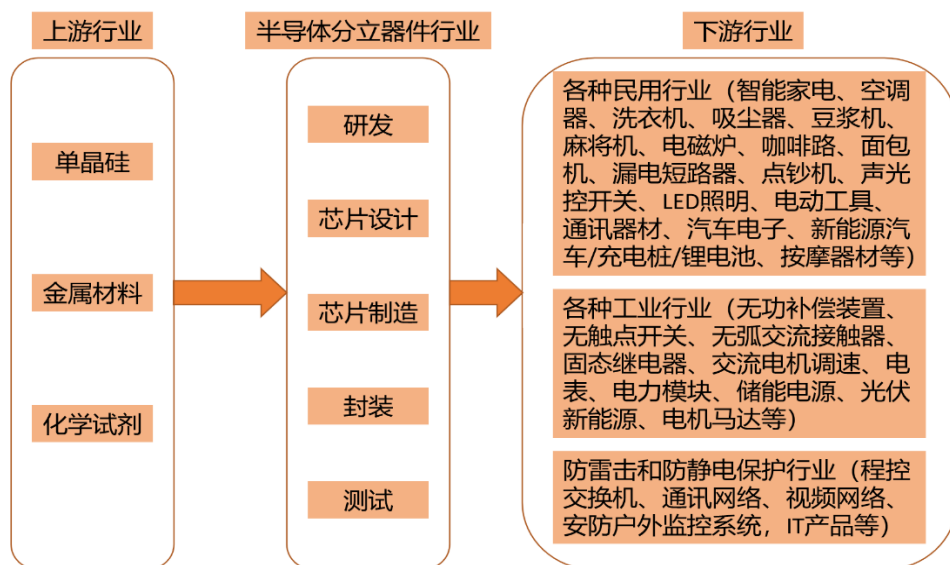 上游行业
半导体分立器件行业
下游行业
单晶硅
金属材料
化学试剂
研发
芯片设计
芯片制造
封装
测试
各种民用行业（智能家电、空调
器、洗衣机、吸尘器、豆浆机、
麻将机、电磁炉、咖啡路、面包
机、漏电短路器、点钞机、声光
控开关、LED照明、电动工具、
通讯器材、汽车电子、新能源汽
车/充电桩/锂电池、按摩器材等）
各种工业行业（无功补偿装置、
无触点开关、无弧交流接触器、
固态继电器、交流电机调速、电
表、电力模块、储能电源、光伏
新能源、电机马达等）
防雷击和防静电保护行业（程控
交换机、通讯网络、视频网络、
安防户外监控系统，IT产品等）